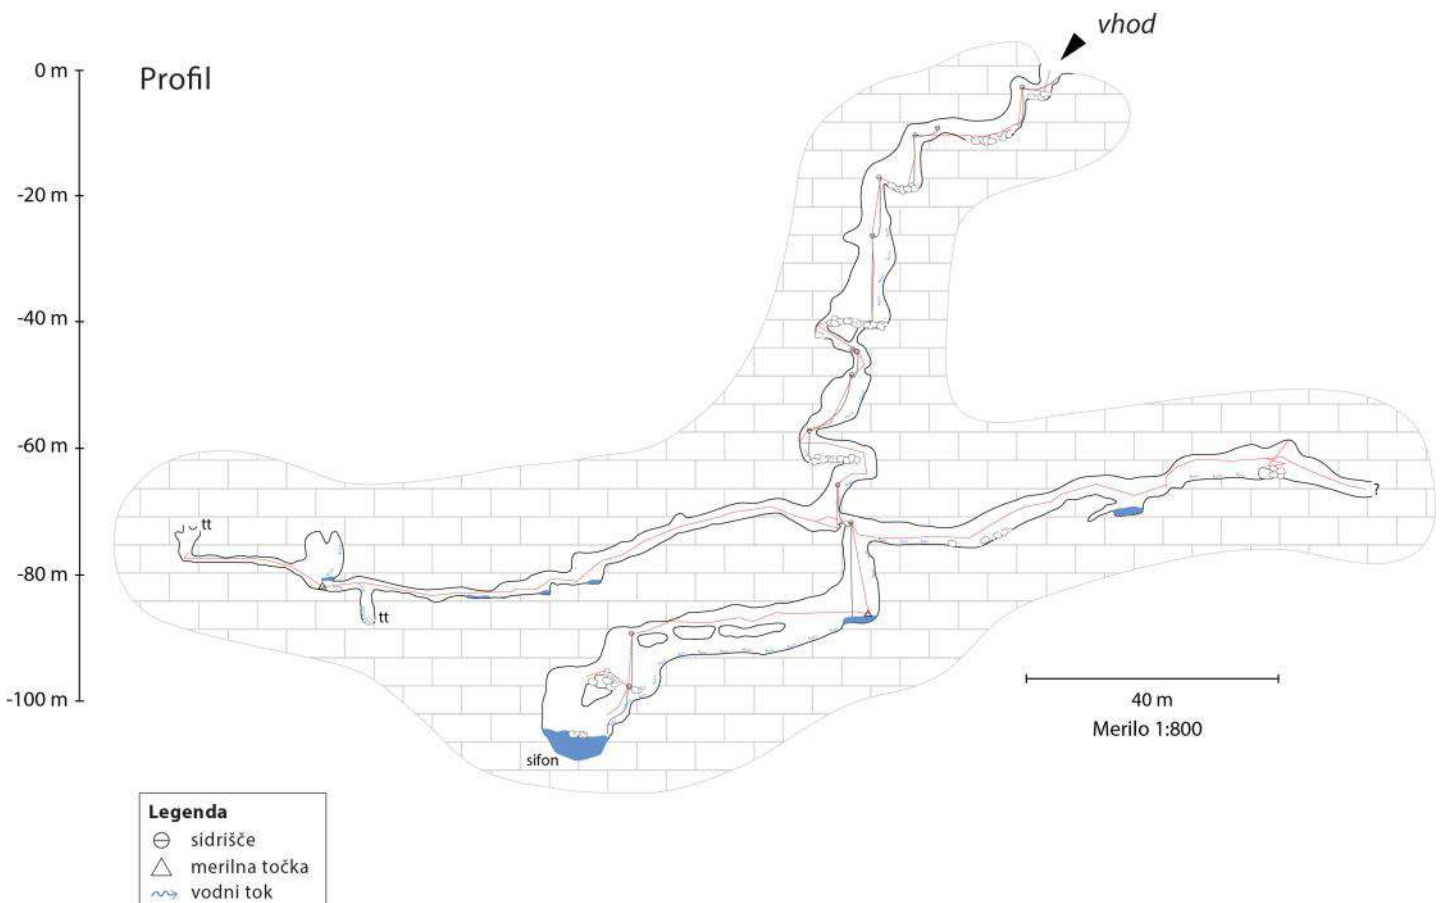 vhod
0 m
Profil
-20 m
-40 m
-60 m
?
tt
-80 m
tt
-100 m
40 m
Merilo 1:800
sifon
Legenda
sidrišče
merilna točka
vodni tok